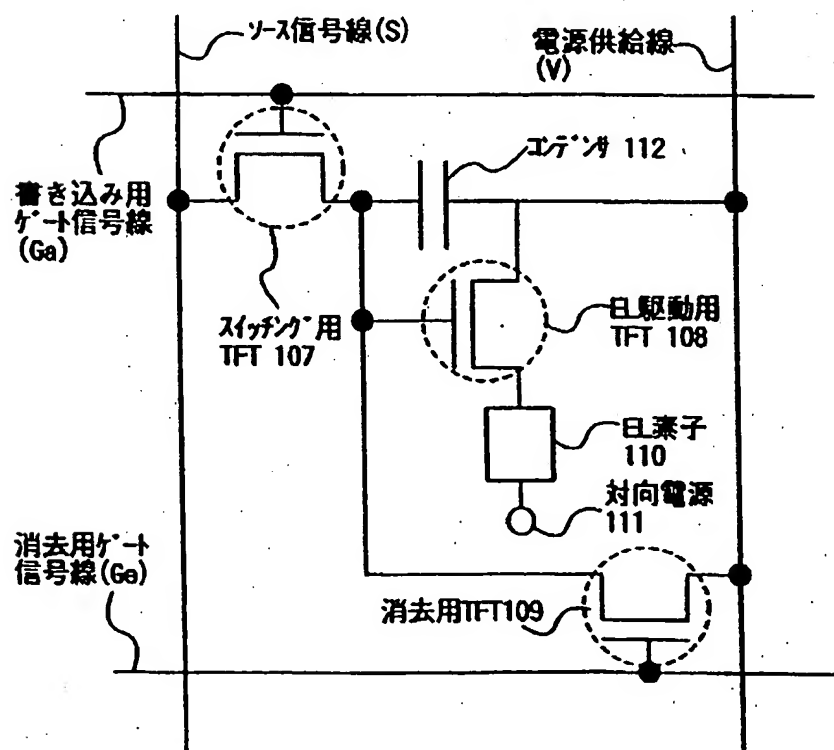 ソース信号線(S)
電源供給線
(V)
コンデンサ 112
書き込み用
ゲート信号線
(Ga)
スイッチング用
TFT 107
EL駆動用
TFT 108
EL素子
110
対向電源
111
消去用ゲート
信号線(Ge)
消去用TFT109